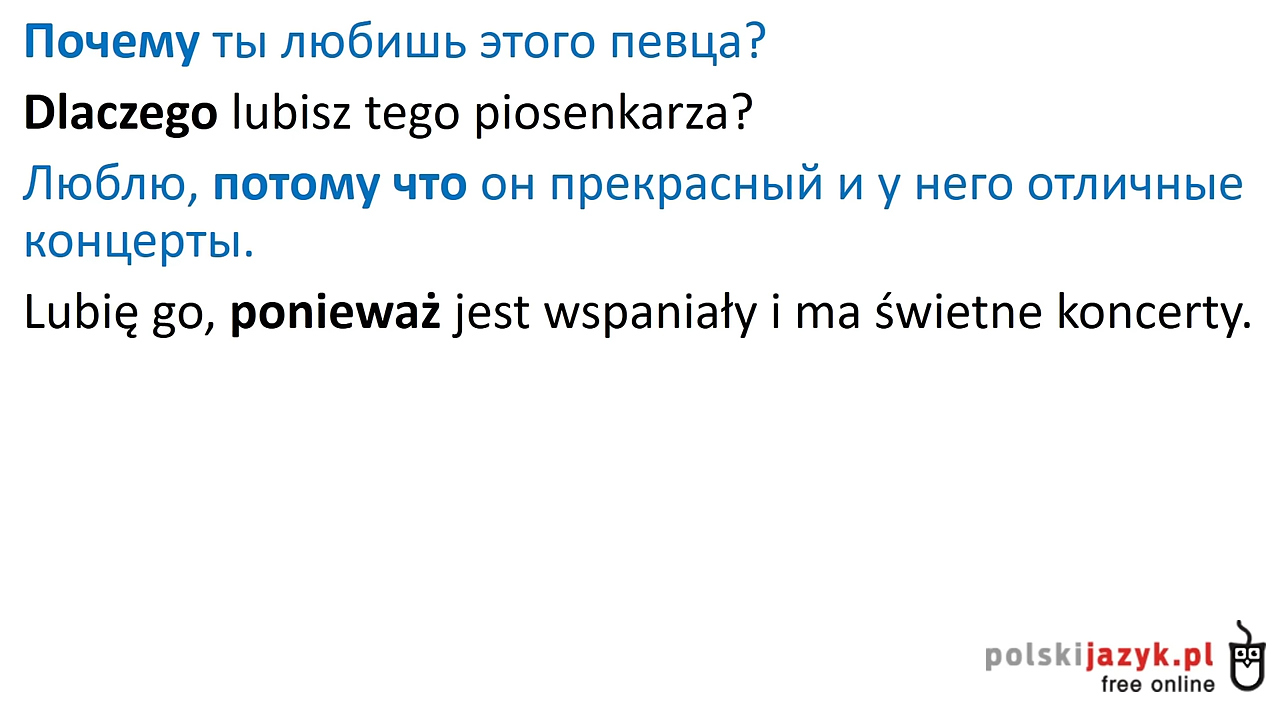 Почему ты любишь этого певца?
Dlaczego lubisz tego piosenkarza?
Люблю, потому что он прекрасный и у него отличные
концерты.
Lubię go, ponieważ jest wspaniały i ma świetne koncerty.
polskijazyk.pl
free online